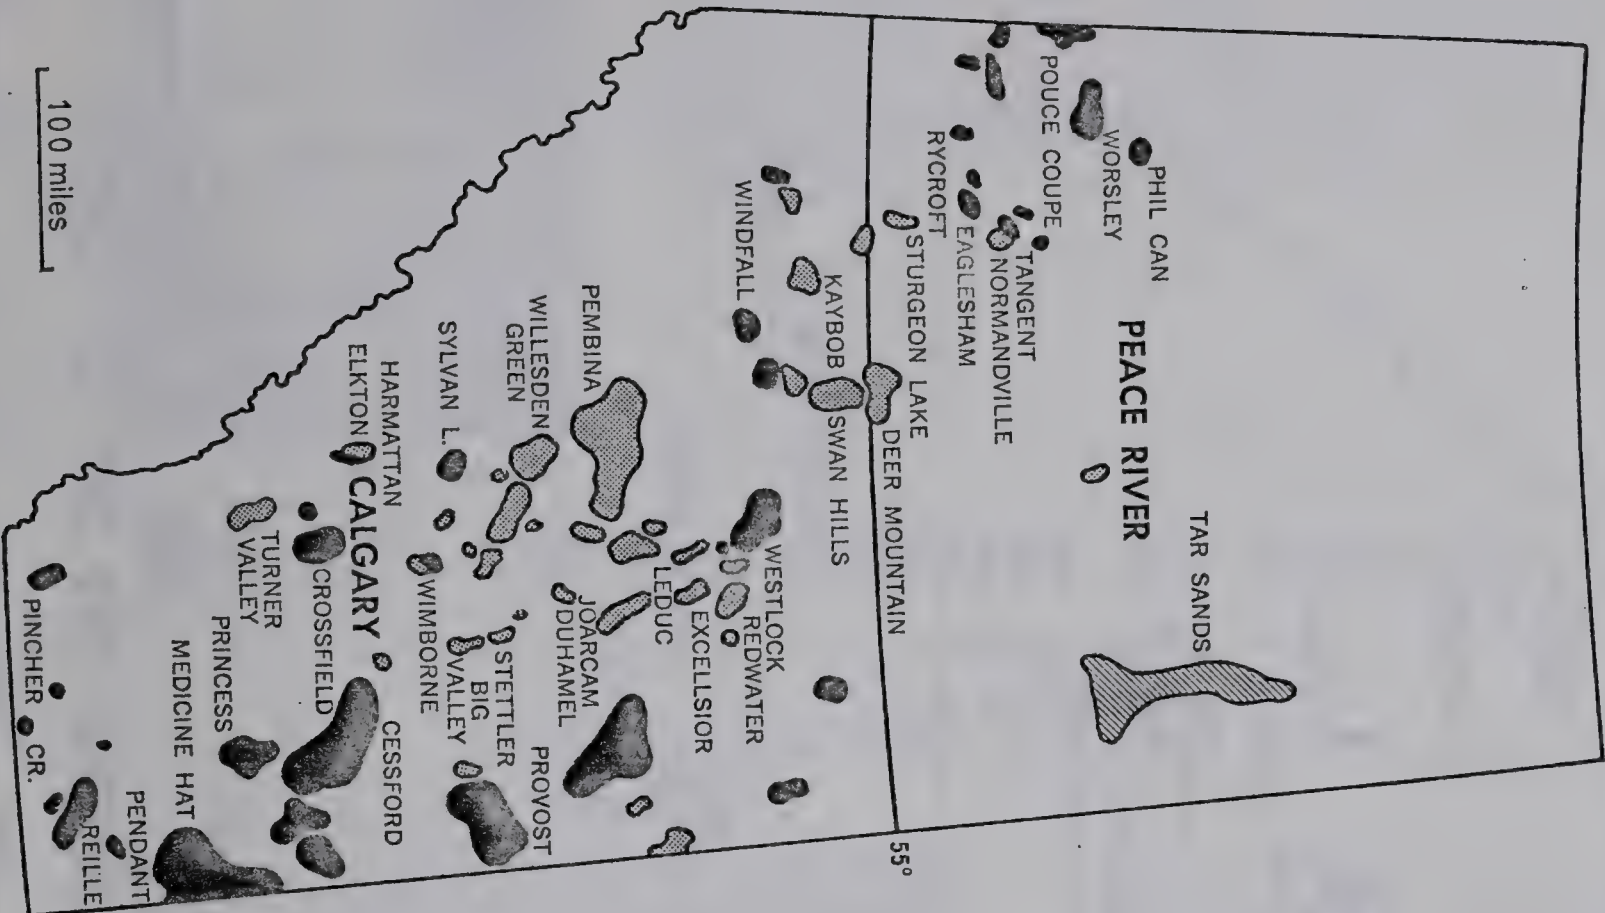 TAR SANDS
PHIL CAN
PEACE RIVER
WORSLEY
POUCE COUPE
TANGENT
NORMANDVILLE
EAGLESHAM
RYCROFT
STURGEON LAKE
DEER MOUNTAIN
55°
KAYBOB
SWAN HILLS
WINDFALL
WESTLOCK
REDWATER
EXCELLSIOR
LEDUC
PEMBINA
JOARCAM
DUHAMEL
WILLESDEN
GREEN
PROVOST
STETTLER
BIG
VALLEY
SYLVAN L.
WIMBORNE
HARMATTAN
ELKTON
CALGARY
CESSFORD
CROSSFIELD
TURNER
VALLEY
PRINCESS
MEDICINE HAT
PENDANT
REILLE
PINCHER CR.
100 miles